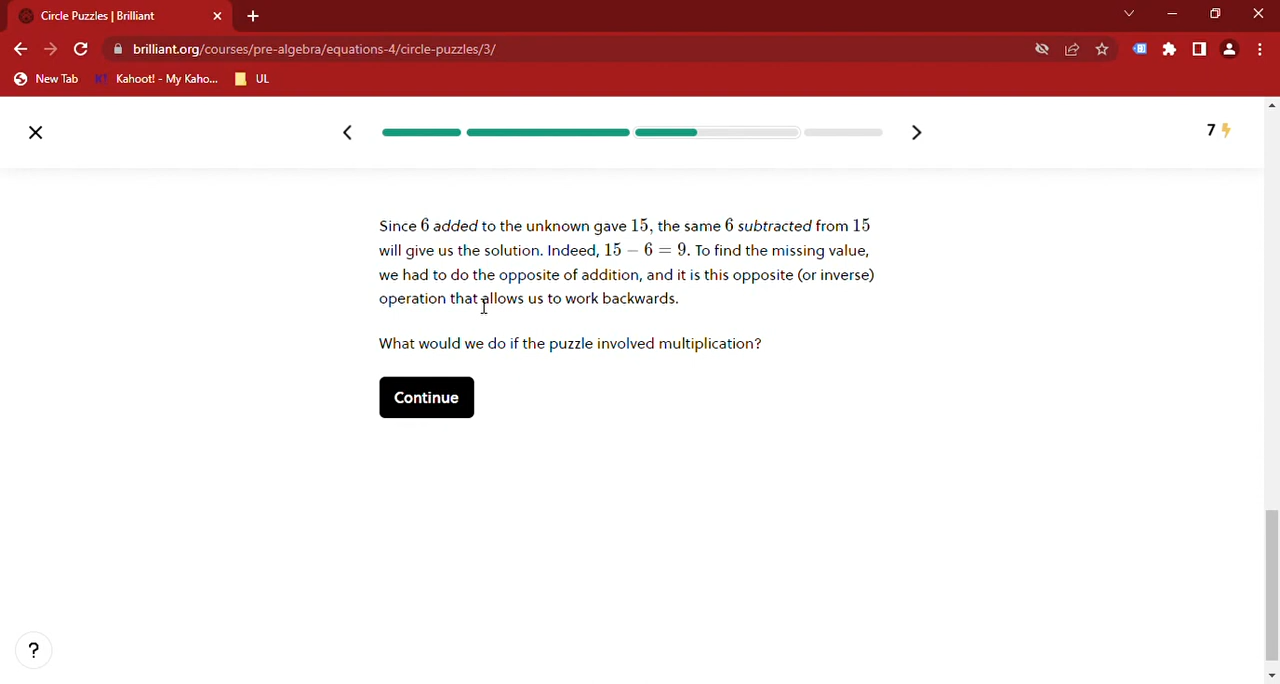 Circle Puzzles | Brilliant
brilliant.org/courses/pre-algebra/equations-4/circle-puzzles/3/
New Tab
K! Kahoot! - My Kaho...
UL
7
Since 6 added to the unknown gave 15, the same 6 subtracted from 15
will give us the solution. Indeed, 15 − 6 = 9. To find the missing value,
we had to do the opposite of addition, and it is this opposite (or inverse)
operation that allows us to work backwards.
What would we do if the puzzle involved multiplication?
Continue
?